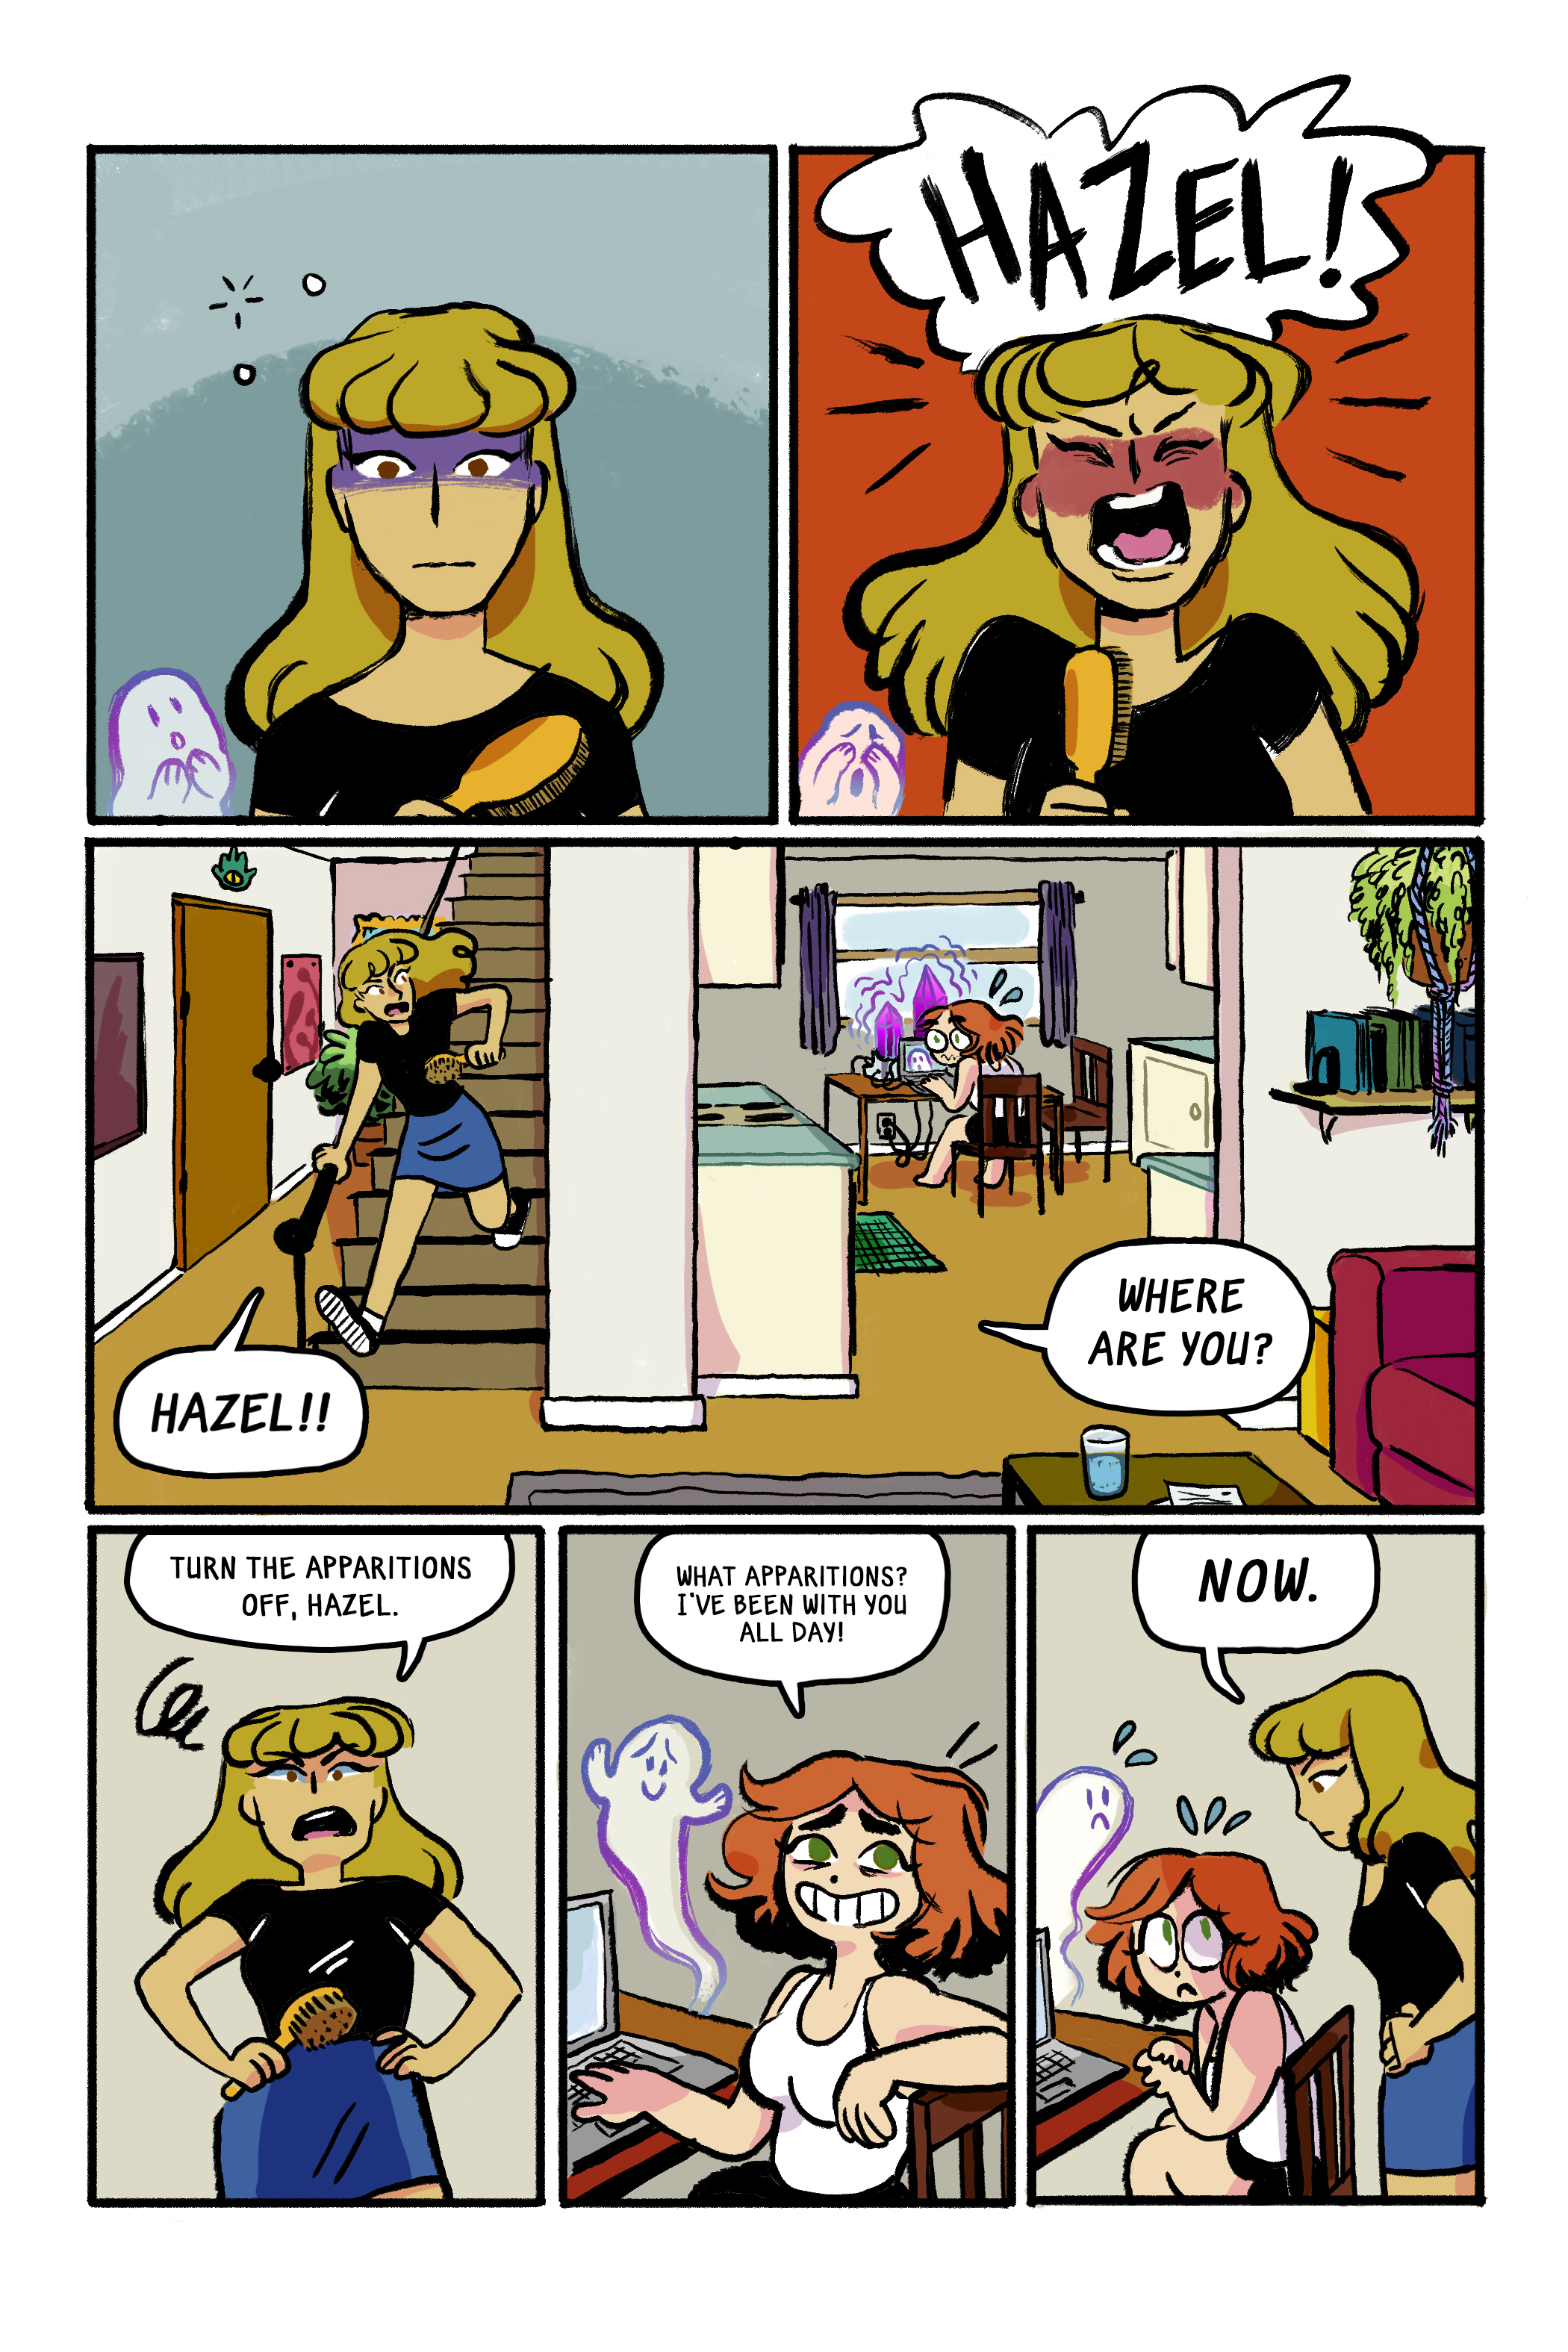 HAZEL!
HAZEL!!
WHERE
ARE YOU?
TURN THE APPARITIONS
OFF, HAZEL.
WHAT APPARITIONS?
I'VE BEEN WITH YOU
ALL DAY!
NOW.